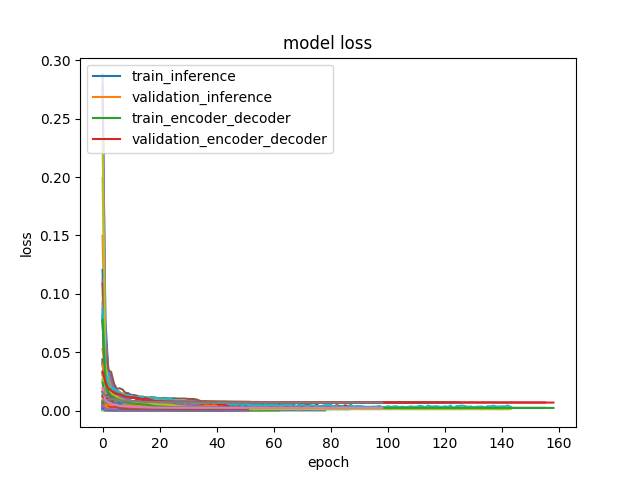 model loss
train_inference
validation_inference
train_encoder_decoder
validation_encoder_decoder
loss
0.30
0.25
0.20
0.15
0.10
0.05
0.00
0 20 40 60 80 100 120 140 160
epoch